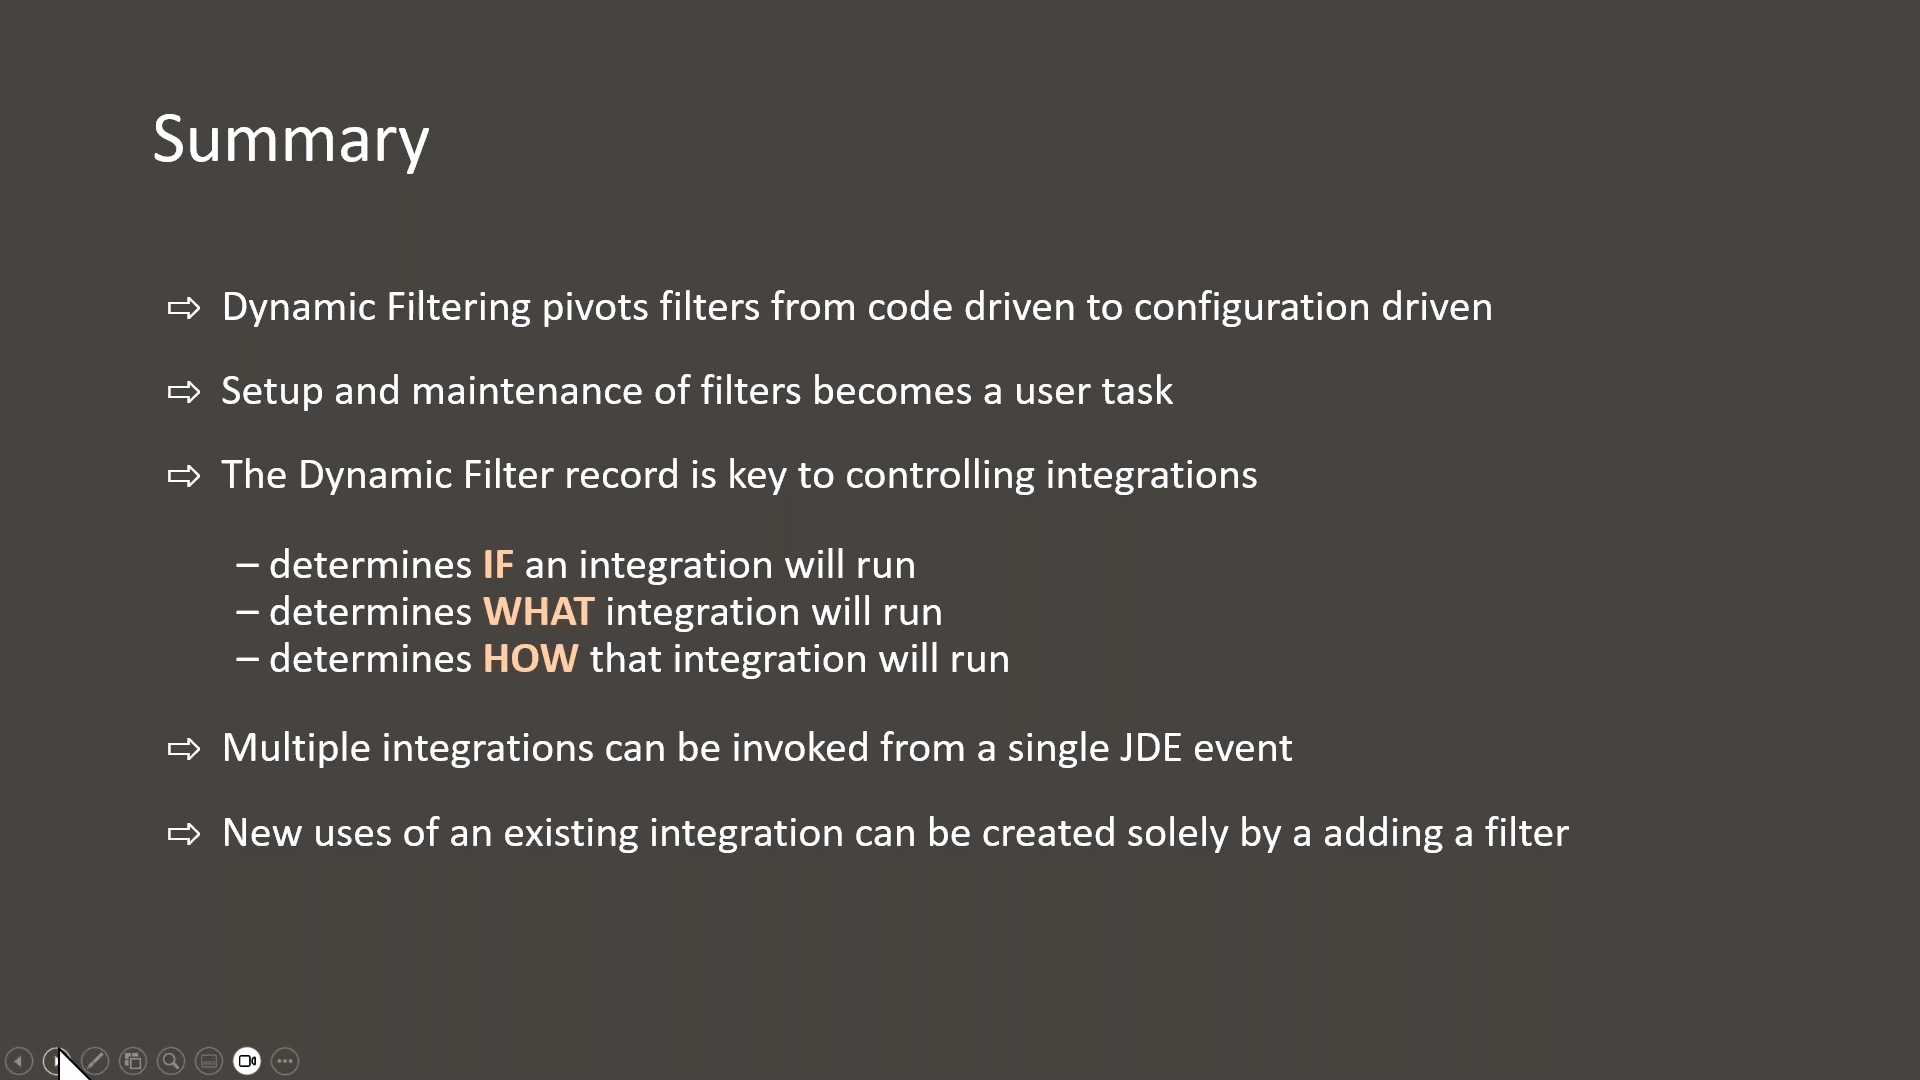 Summary
⇨ Dynamic Filtering pivots filters from code driven to configuration driven
⇨ Setup and maintenance of filters becomes a user task
⇨ The Dynamic Filter record is key to controlling integrations
– determines IF an integration will run
– determines WHAT integration will run
– determines HOW that integration will run
⇨ Multiple integrations can be invoked from a single JDE event
⇨ New uses of an existing integration can be created solely by a adding a filter